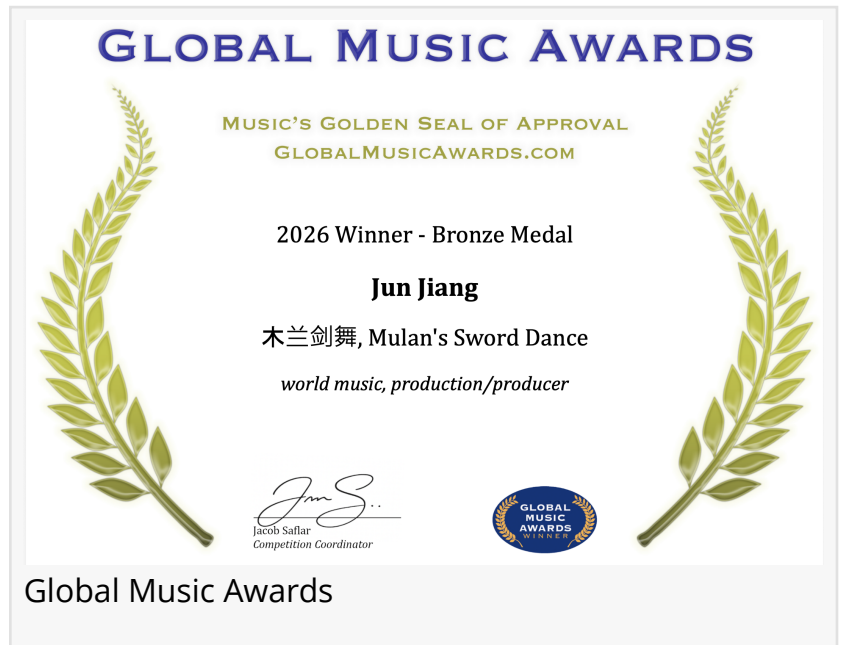 GLOBAL MUSIC AWARDS
MUSIC'S GOLDEN SEAL OF APPROVAL
GLOBALMUSICAWARDS.COM
2026 Winner - Bronze Medal
Jun Jiang
木兰剑舞, Mulan's Sword Dance
world music, production/producer
Jacob Saflar
Competition Coordinator
GLOBAL
MUSIC
AWARDS
WINNER
Global Music Awards